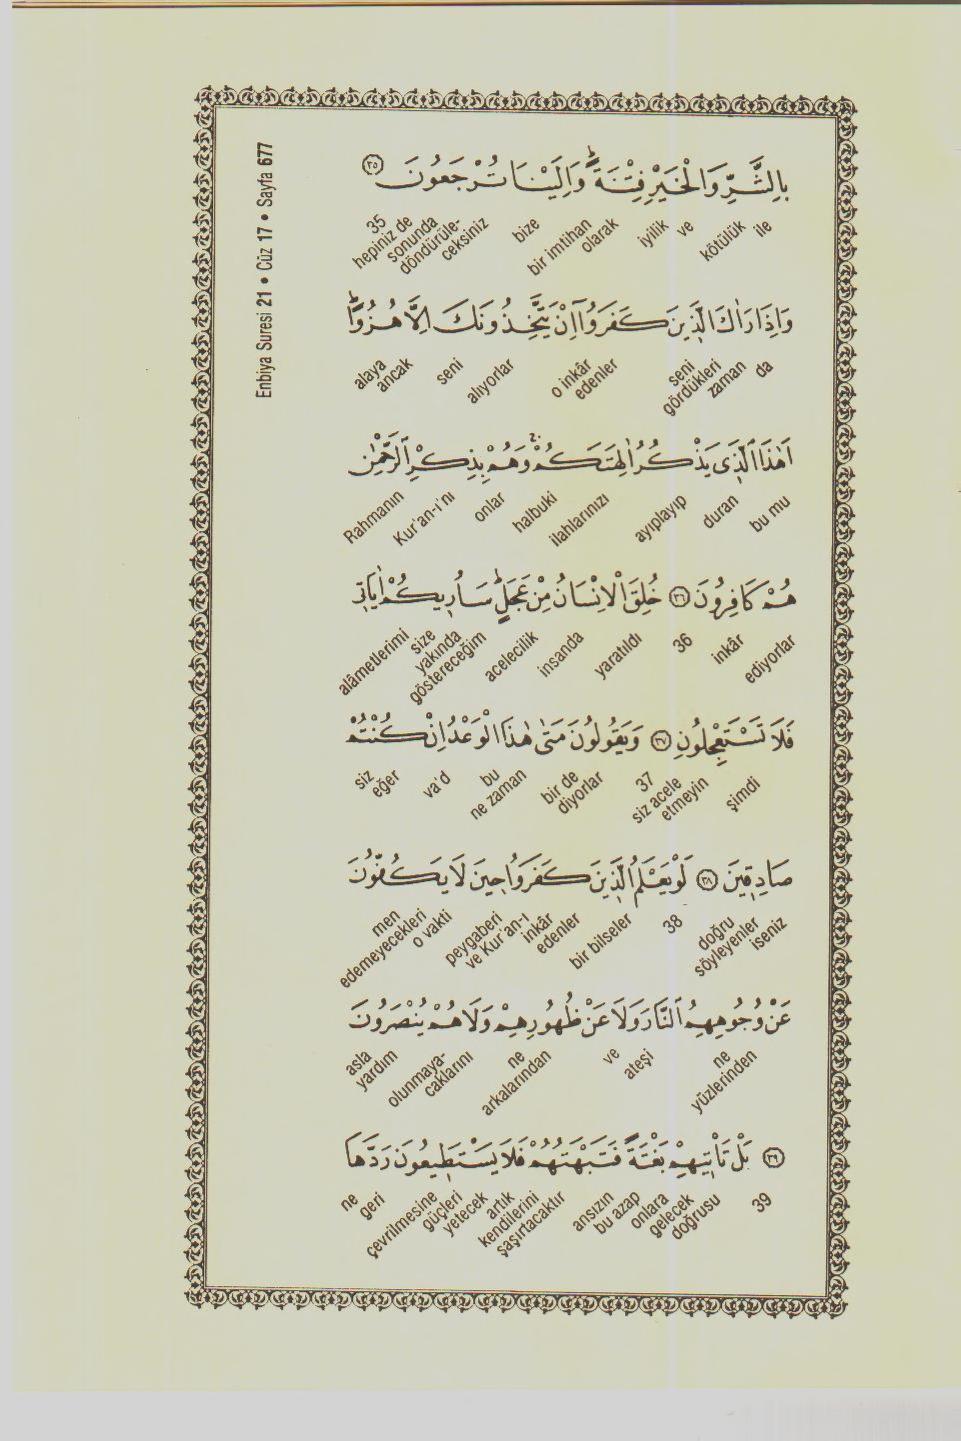 Enbiya Suresi 21 • Cüz 17 • Sayfa 677
بِالشَّرِّ وَالْخَيْرِ فِتْنَةًۜ وَاِلَيْنَا تُرْجَعُونَ ﴿٣٥﴾
ile kötülük ve iyilik bir imtihan olarak bize hepiniz de sonunda döndürüle-ceksiniz 35
وَاِذَا رَاٰكَ الَّذ۪ينَ كَفَرُٓوا اِنْ يَتَّخِذُونَكَ اِلَّا هُزُوًاۜ
da seni gördükleri zaman o inkâr edenler alıyorlar seni alaya ancak
اَهٰذَا الَّذ۪ي يَذْكُرُ اٰلِهَتَكُمْۚ وَهُمْ بِذِكْرِ الرَّحْمٰنِ
bu mu duran ayıplayıp ilahlarınızı halbuki onlar Kur'an-ı'nı Rahmanın
هُمْ كَافِرُونَ ﴿٣٦﴾ خُلِقَ الْاِنْسَانُ مِنْ عَجَلٍۜ سَاُر۪يكُمْ اٰيَات۪ي
ediyorlar inkâr 36 yaratıldı insanda acelecilik size yakında göstereceğim alâmetlerimi
فَلَا تَسْتَعْجِلُونِ ﴿٣٧﴾ وَيَقُولُونَ مَتٰى هٰذَا الْوَعْدُ اِنْ كُنْتُمْ
şimdi siz acele etmeyin 37 bir de diyorlar bu ne zaman va'd siz eğer
صَادِق۪ينَ ﴿٣٨﴾ لَوْ يَعْلَمُ الَّذ۪ينَ كَفَرُوا ح۪ينَ لَا يَكُفُّونَ
doğru söyleyenler iseniz 38 bir bilseler peygaberi ve Kur'an-ı inkâr edenler o vakti men edemeyecekleri
عَنْ وُجُوهِهِمُ النَّارَ وَلَا عَنْ ظُهُورِهِمْ وَلَا هُمْ يُنْصَرُونَ
ne yüzlerinden ateşi ve ne arkalarından olunmaya-caklarını asla yardım
﴿٣٩﴾ بَلْ تَأْت۪يهِمْ بَغْتَةً فَتَبْهَتُهُمْ فَلَا يَسْتَط۪يعُونَ رَدَّهَا
39 onlara gelecek doğrusu ansızın bu azap artık kendilerini şaşırtacaktır çevrilmesine güçleri yetecek geri ne